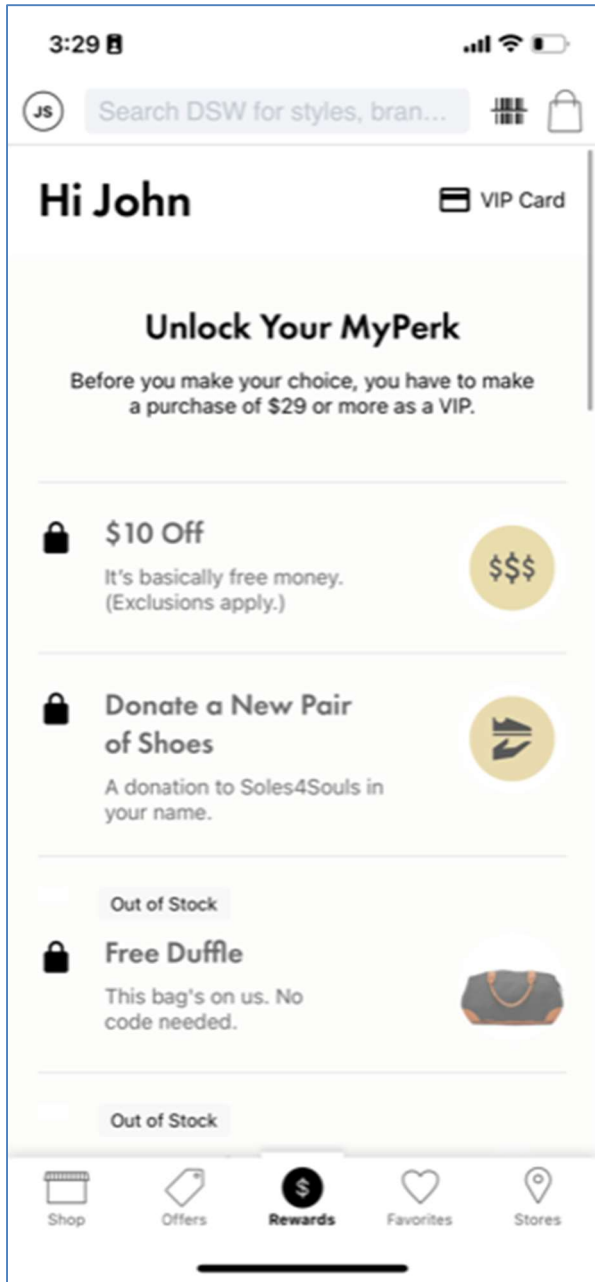 3:29
JS
Search DSW for styles, bran...
Hi John
VIP Card
Unlock Your MyPerk
Before you make your choice, you have to make
a purchase of $29 or more as a VIP.
$10 Off
It's basically free money.
(Exclusions apply.)
$$$
Donate a New Pair
of Shoes
A donation to Soles4Souls in
your name.
Out of Stock
Free Duffle
This bag's on us. No
code needed.
Out of Stock
$
Shop
Offers
Rewards
Favorites
Stores